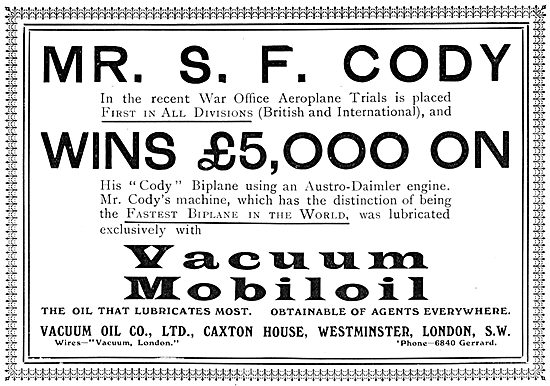 MR. S. F. CODY
In the recent War Office Aeroplane Trials is placed
FIRST IN ALL DIVISIONS (British and International), and
WINS £5,000 ON
His "Cody" Biplane using an Austro-Daimler engine.
Mr. Cody's machine, which has the distinction of being
the FASTEST BIPLANE IN THE WORLD, was lubricated
exclusively with
Vacuum
Mobiloil
THE OIL THAT LUBRICATES MOST. OBTAINABLE OF AGENTS EVERYWHERE.
VACUUM OIL CO., LTD., CAXTON HOUSE, WESTMINSTER, LONDON, S.W.
Wires—"Vacuum, London." 'Phone—6840 Gerrard.